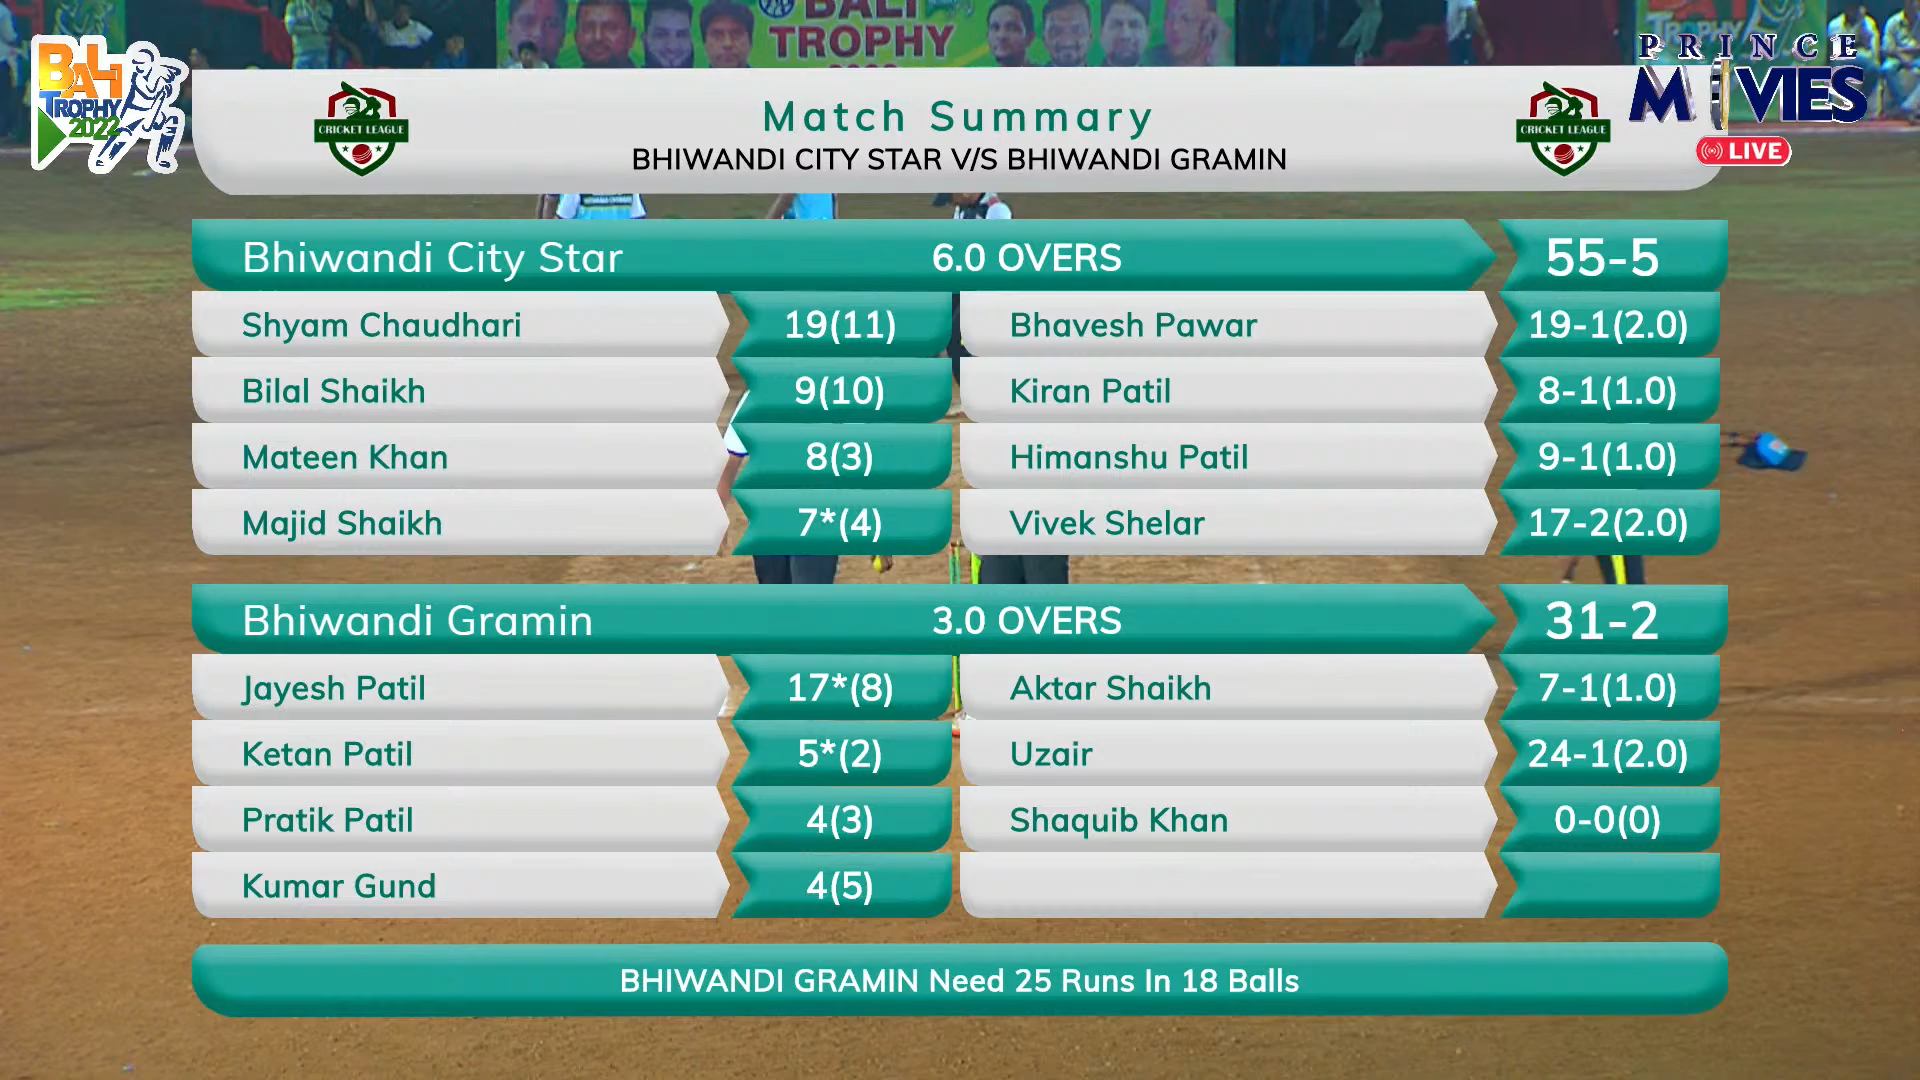 BALI
TROPHY
BALI
TROPHY
2022
PRINCE
MOVIES
LIVE
CRICKET LEAGUE
Match Summary
CRICKET LEAGUE
BHIWANDI CITY STAR V/S BHIWANDI GRAMIN
Bhiwandi City Star 6.0 OVERS 55-5
Shyam Chaudhari 19(11) Bhavesh Pawar 19-1(2.0)
Bilal Shaikh 9(10) Kiran Patil 8-1(1.0)
Mateen Khan 8(3) Himanshu Patil 9-1(1.0)
Majid Shaikh 7*(4) Vivek Shelar 17-2(2.0)
Bhiwandi Gramin 3.0 OVERS 31-2
Jayesh Patil 17*(8) Aktar Shaikh 7-1(1.0)
Ketan Patil 5*(2) Uzair 24-1(2.0)
Pratik Patil 4(3) Shaquib Khan 0-0(0)
Kumar Gund 4(5)
BHIWANDI GRAMIN Need 25 Runs In 18 Balls